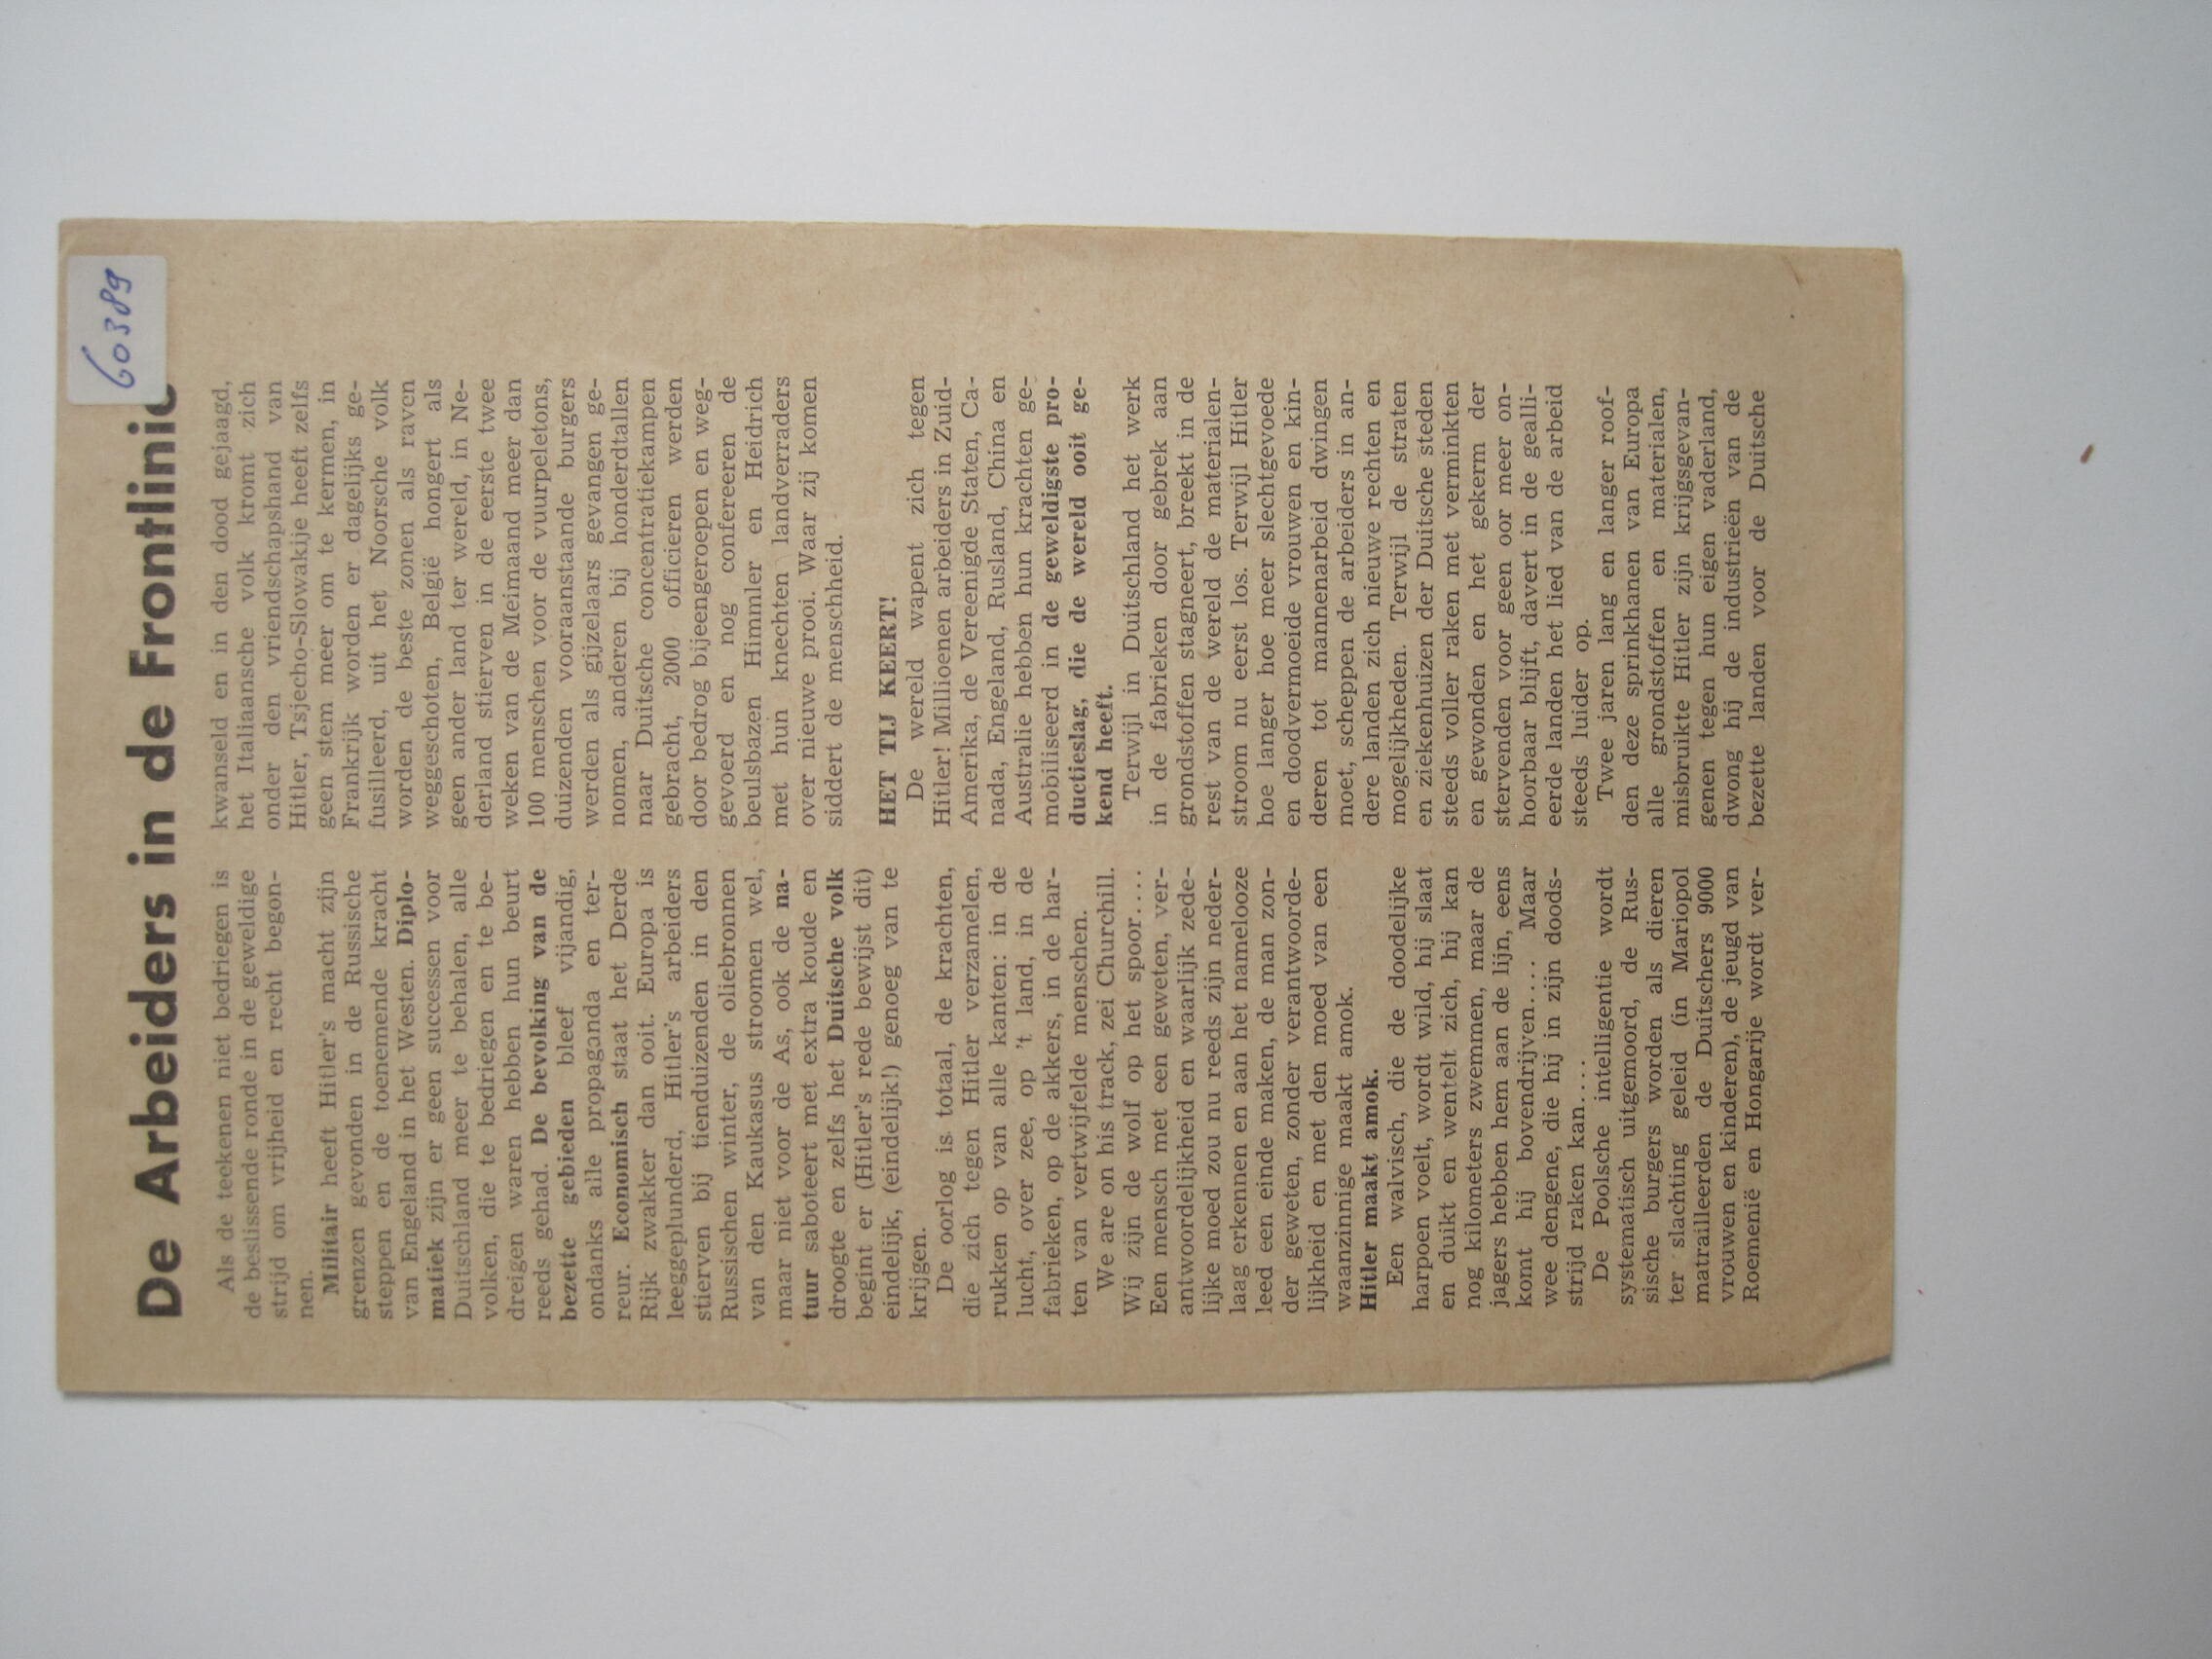 60389
De Arbeiders in de Frontlinie
Als de teekenen niet bedriegen is
de beslissende ronde in de geweldige
strijd om vrijheid en recht begon-
nen.
Militair heeft Hitler's macht zijn
grenzen gevonden in de Russische
steppen en de toenemende kracht
van Engeland in het Westen. Diplo-
matiek zijn er geen successen voor
Duitschland meer te behalen, alle
volken, die te bedriegen en te be-
dreigen waren hebben hun beurt
reeds gehad. De bevolking van de
bezette gebieden bleef vijandig,
ondanks alle propaganda en ter-
reur. Economisch staat het Derde
Rijk zwakker dan ooit. Europa is
leeggeplunderd, Hitler's arbeiders
stierven bij tienduizenden in den
Russischen winter, de oliebronnen
van den Kaukasus stroomen wel,
maar niet voor de As, ook de na-
tuur saboteert met extra koude en
droogte en zelfs het Duitsche volk
begint er (Hitler's rede bewijst dit)
eindelijk, (eindelijk!) genoeg van te
krijgen.
De oorlog is totaal, de krachten,
die zich tegen Hitler verzamelen,
rukken op van alle kanten: in de
lucht, over zee, op 't land, in de
fabrieken, op de akkers, in de har-
ten van vertwijfelde menschen.
We are on his track, zei Churchill.
Wij zijn de wolf op het spoor....
Een mensch met een geweten, ver-
antwoordelijkheid en waarlijk zede-
lijke moed zou nu reeds zijn neder-
laag erkennen en aan het namelooze
leed een einde maken, de man zon-
der geweten, zonder verantwoorde-
lijkheid en met den moed van een
waanzinnige maakt amok.
Hitler maakt amok.
Een walvisch, die de doodelijke
harpoen voelt, wordt wild, hij slaat
en duikt en wentelt zich, hij kan
nog kilometers zwemmen, maar de
jagers hebben hem aan de lijn, eens
komt hij bovendrijven.... Maar
wee dengene, die hij in zijn doods-
strijd raken kan.....
De Poolsche intelligentie wordt
systematisch uitgemoord, de Rus-
sische burgers worden als dieren
ter slachting geleid (in Mariopol
matrailleerden de Duitschers 9000
vrouwen en kinderen), de jeugd van
Roemenië en Hongarije wordt ver-
kwanseld en in den dood gejaagd,
het Italiaansche volk kromt zich
onder den vriendschapshand van
Hitler, Tsjecho-Slowakije heeft zelfs
geen stem meer om te kermen, in
Frankrijk worden er dagelijks ge-
fusilleerd, uit het Noorsche volk
worden de beste zonen als raven
weggeschoten, België hongert als
geen ander land ter wereld, in Ne-
derland stierven in de eerste twee
weken van de Meimaand meer dan
100 menschen voor de vuurpeletons,
duizenden vooraanstaande burgers
werden als gijzelaars gevangen ge-
nomen, anderen bij honderdtallen
naar Duitsche concentratiekampen
gebracht, 2000 officieren werden
door bedrog bijeengeroepen en weg-
gevoerd en nog confereeren de
beulsbazen Himmler en Heidrich
met hun knechten landverraders
over nieuwe prooi. Waar zij komen
siddert de menschheid.
HET TIJ KEERT!
De wereld wapent zich tegen
Hitler! Millioenen arbeiders in Zuid-
Amerika, de Vereenigde Staten, Ca-
nada, Engeland, Rusland, China en
Australie hebben hun krachten ge-
mobiliseerd in de geweldigste pro-
ductieslag, die de wereld ooit ge-
kend heeft.
Terwijl in Duitschland het werk
in de fabrieken door gebrek aan
grondstoffen stagneert, breekt in de
rest van de wereld de materialen-
stroom nu eerst los. Terwijl Hitler
hoe langer hoe meer slechtgevoede
en doodvermoeide vrouwen en kin-
deren tot mannenarbeid dwingen
moet, scheppen de arbeiders in an-
dere landen zich nieuwe rechten en
mogelijkheden. Terwijl de straten
en ziekenhuizen der Duitsche steden
steeds voller raken met verminkten
en gewonden en het gekerm der
stervenden voor geen oor meer on-
hoorbaar blijft, davert in de gealli-
eerde landen het lied van de arbeid
steeds luider op.
Twee jaren lang en langer roof-
den deze sprinkhanen van Europa
alle grondstoffen en materialen,
misbruikte Hitler zijn krijgsgevan-
genen tegen hun eigen vaderland,
dwong hij de industrieën van de
bezette landen voor de Duitsche